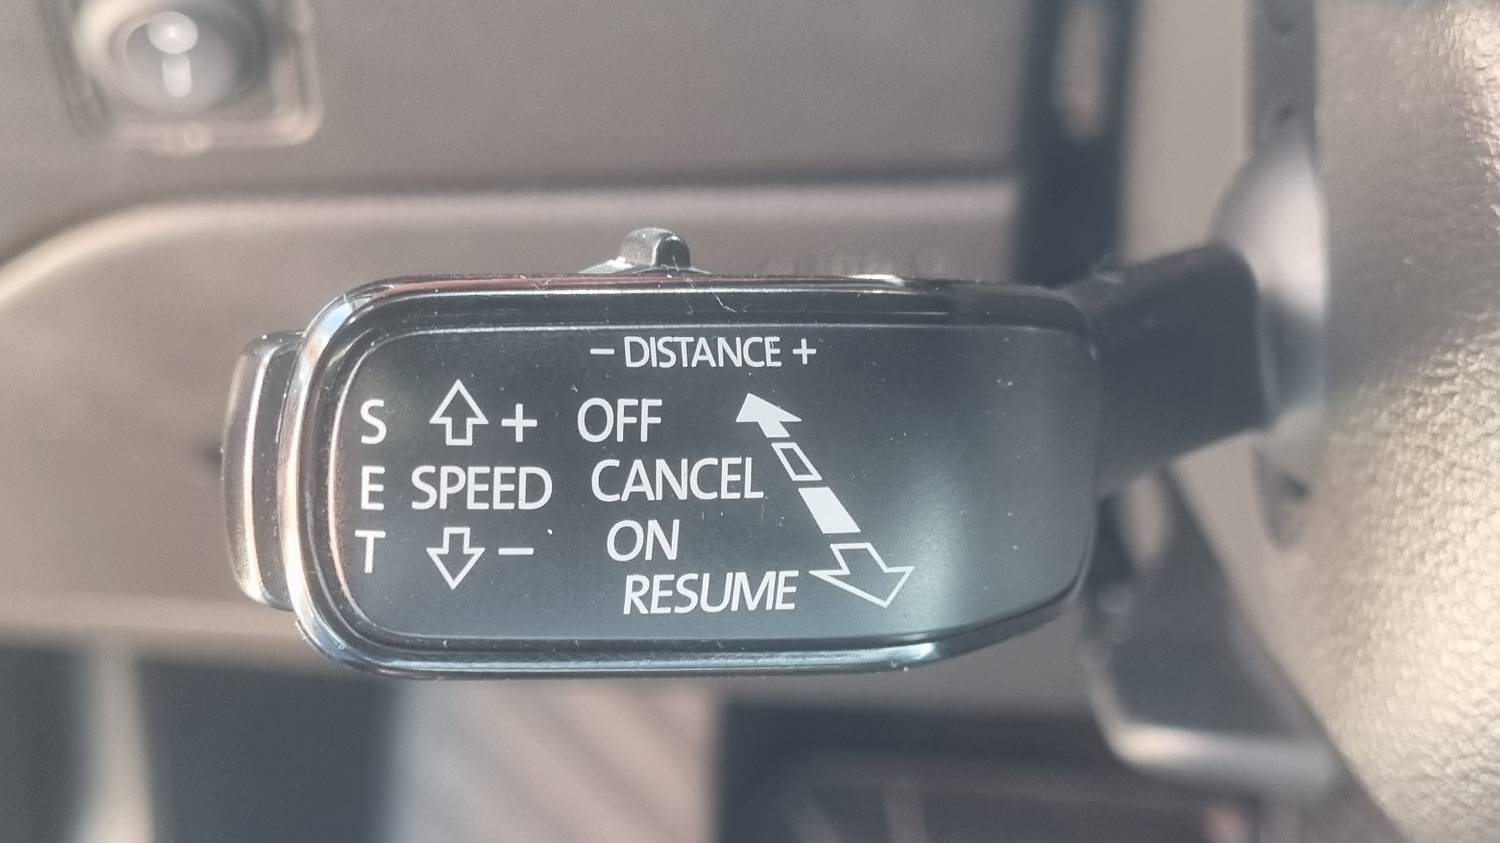 – DISTANCE +
S + OFF
E SPEED CANCEL
T – ON
RESUME